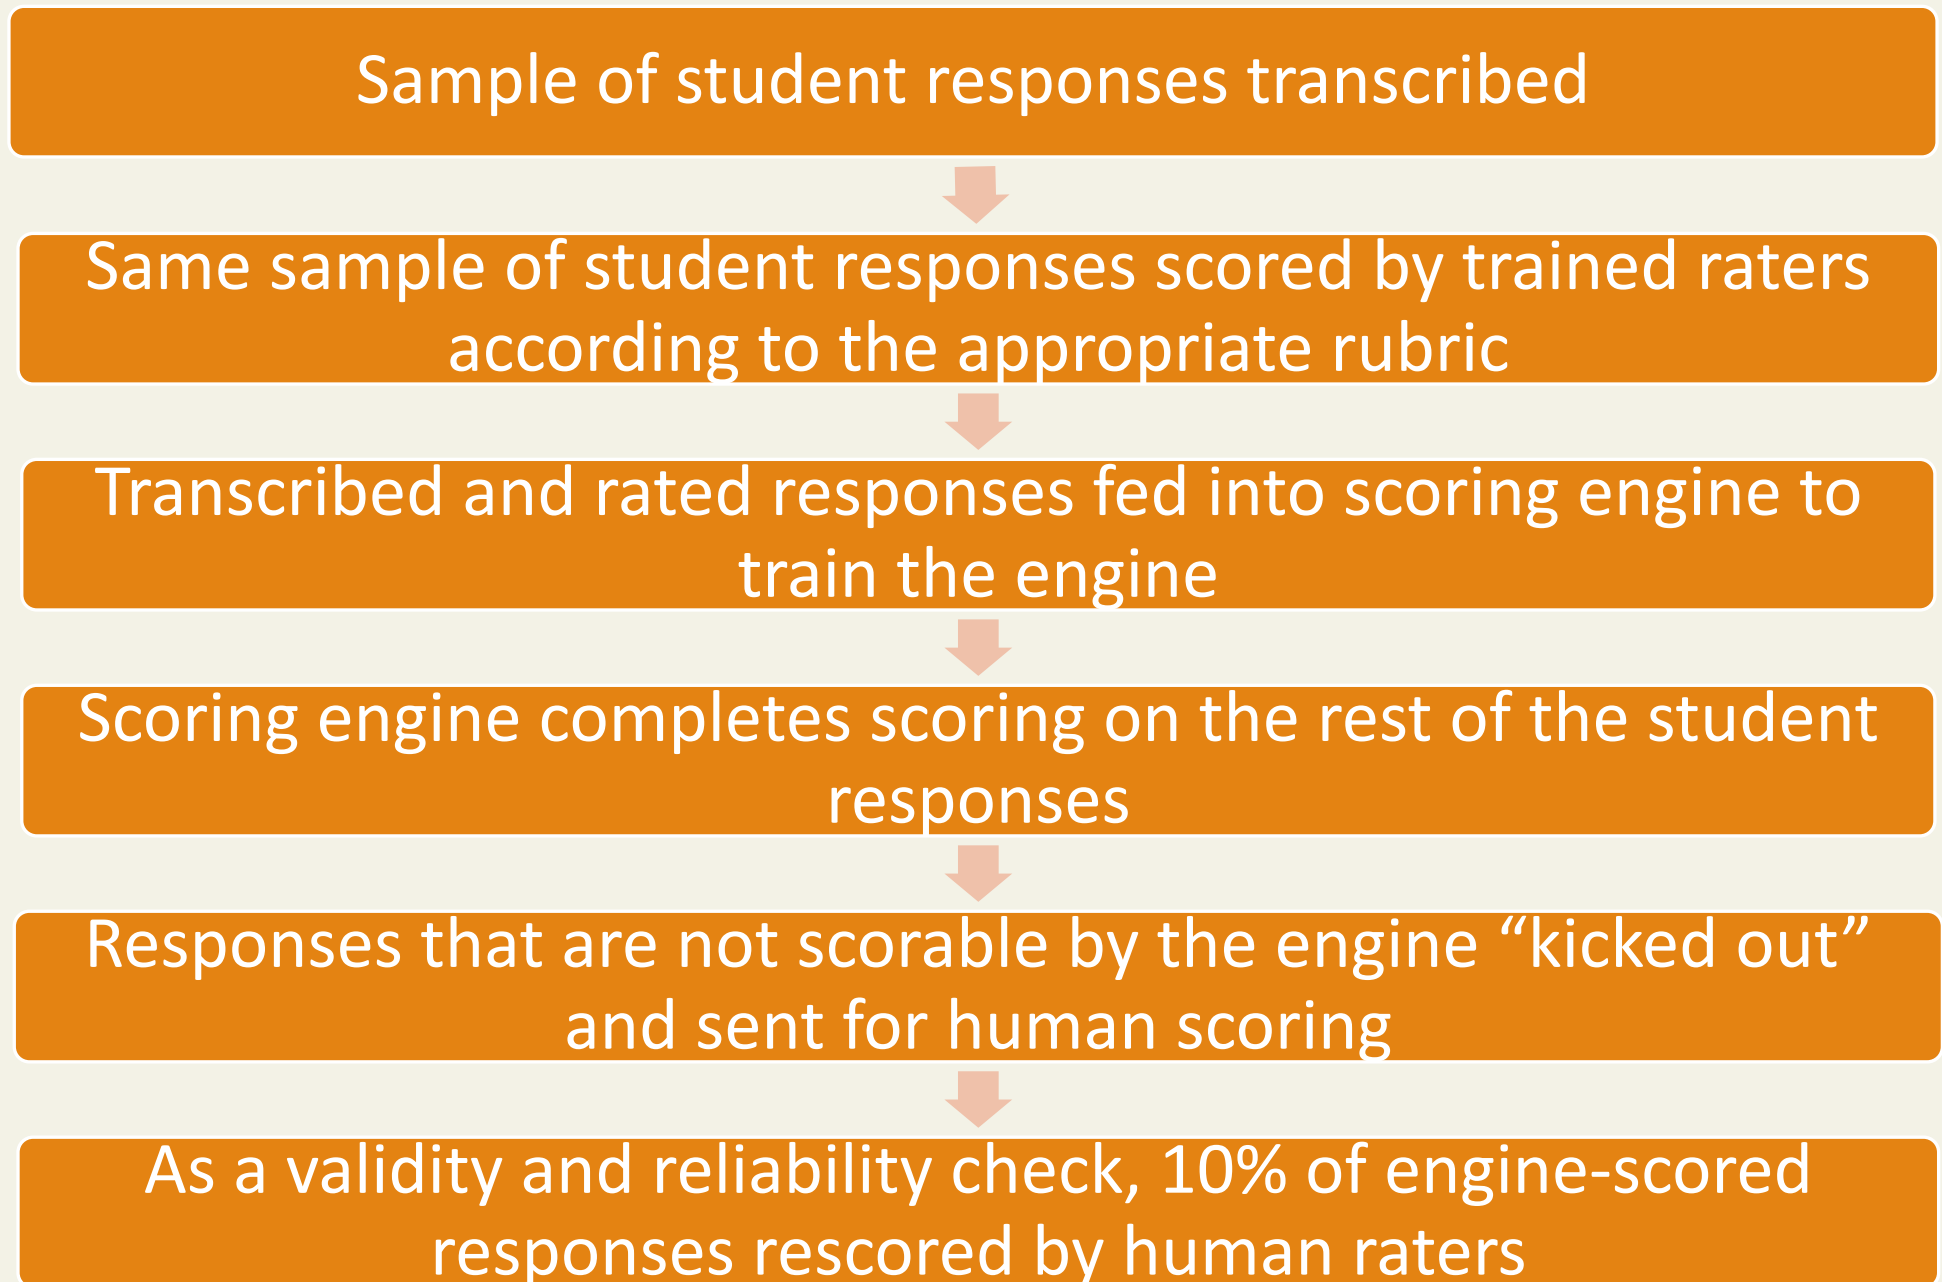 Sample of student responses transcribed
Same sample of student responses scored by trained raters
according to the appropriate rubric
Transcribed and rated responses fed into scoring engine to
train the engine
Scoring engine completes scoring on the rest of the student
responses
Responses that are not scorable by the engine “kicked out”
and sent for human scoring
As a validity and reliability check, 10% of engine-scored
responses rescored by human raters